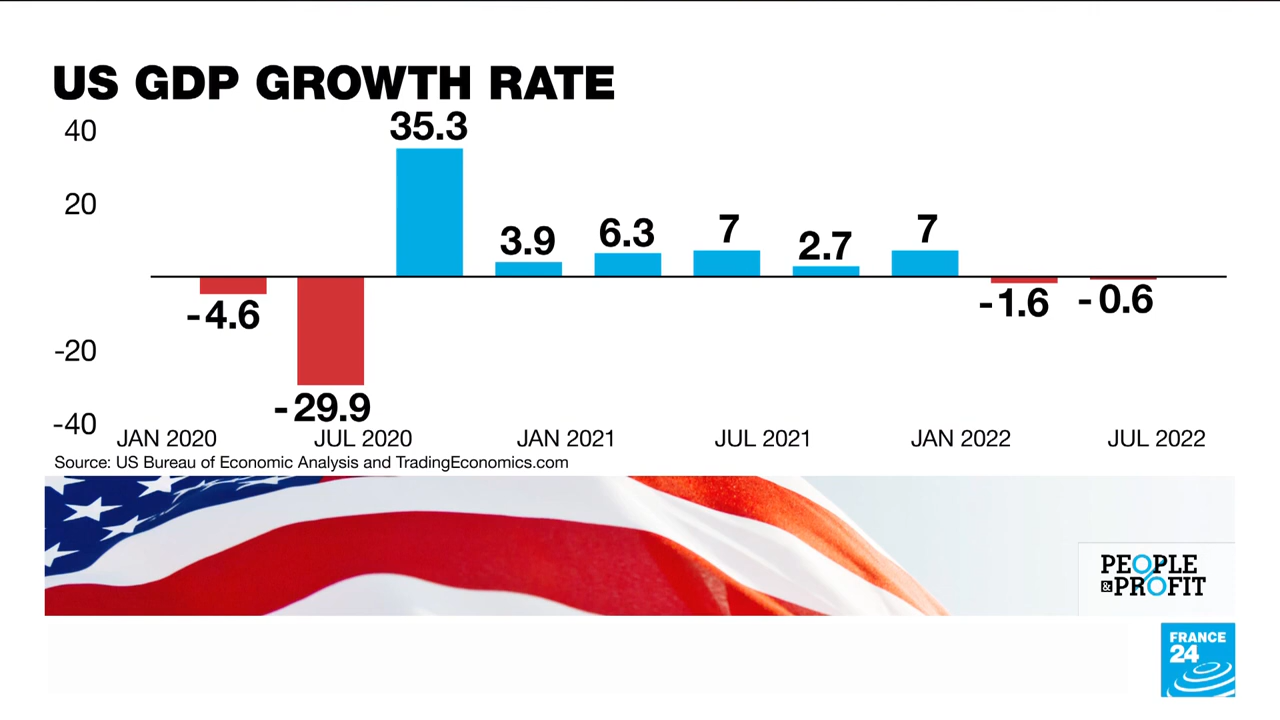 US GDP GROWTH RATE
40
20
-20
-40
-4.6
-29.9
35.3
3.9
6.3
7
2.7
7
-1.6
-0.6
JAN 2020 JUL 2020 JAN 2021 JUL 2021 JAN 2022 JUL 2022
Source: US Bureau of Economic Analysis and TradingEconomics.com
PEOPLE
&PROFIT
FRANCE
24